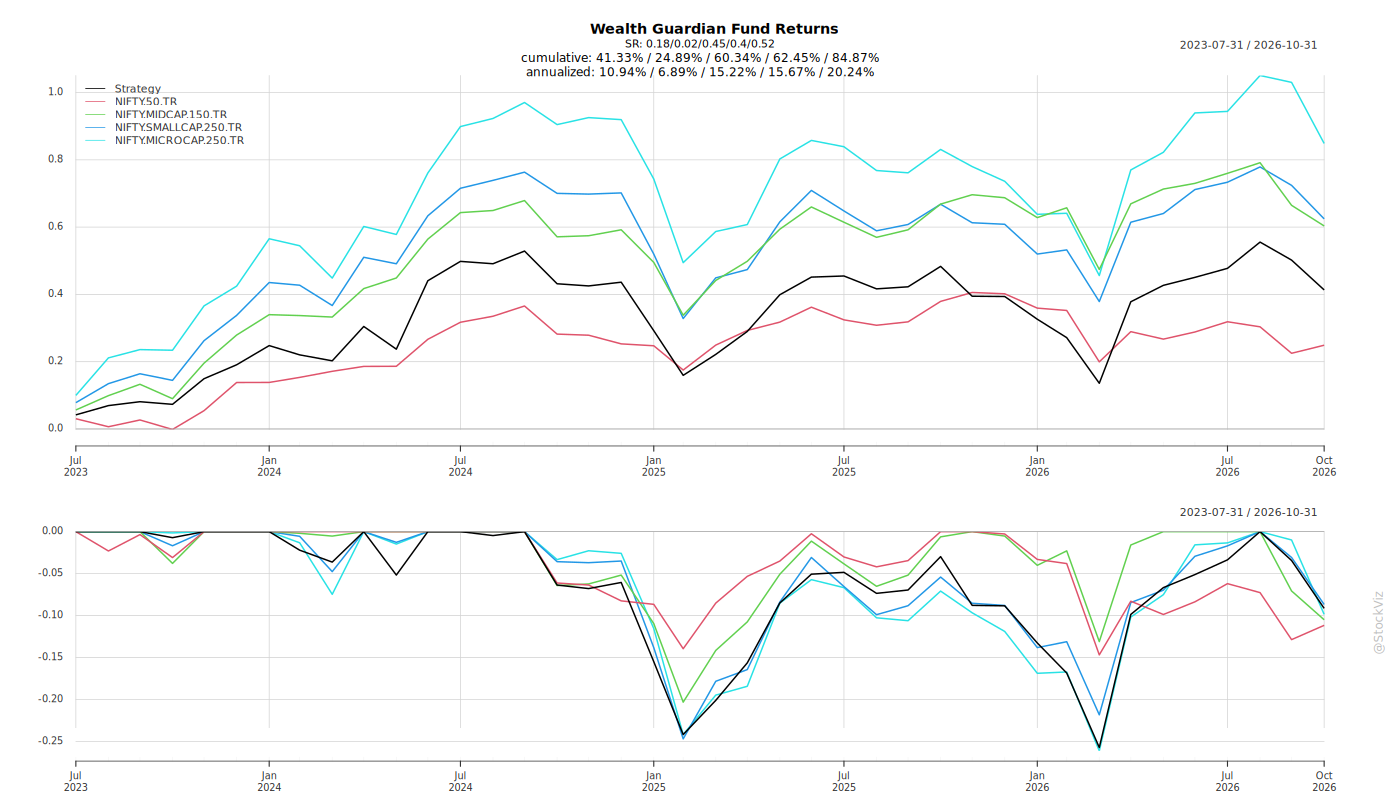 Wealth Guardian Fund Returns
SR: 0.18/0.02/0.45/0.4/0.52
cumulative: 41.33% / 24.89% / 60.34% / 62.45% / 84.87%
annualized: 10.94% / 6.89% / 15.22% / 15.67% / 20.24%
2023-07-31 / 2026-10-31
Strategy
NIFTY.50.TR
NIFTY.MIDCAP.150.TR
NIFTY.SMALLCAP.250.TR
NIFTY.MICROCAP.250.TR
1.0
0.8
0.6
0.4
0.2
0.0
Jul Jan Jul Jan Jul Jan Jul Oct
2023 2024 2024 2025 2025 2026 2026 2026
2023-07-31 / 2026-10-31
0.00
-0.05
-0.10
-0.15
-0.20
-0.25
Jul Jan Jul Jan Jul Jan Jul Oct
2023 2024 2024 2025 2025 2026 2026 2026
@StockViz